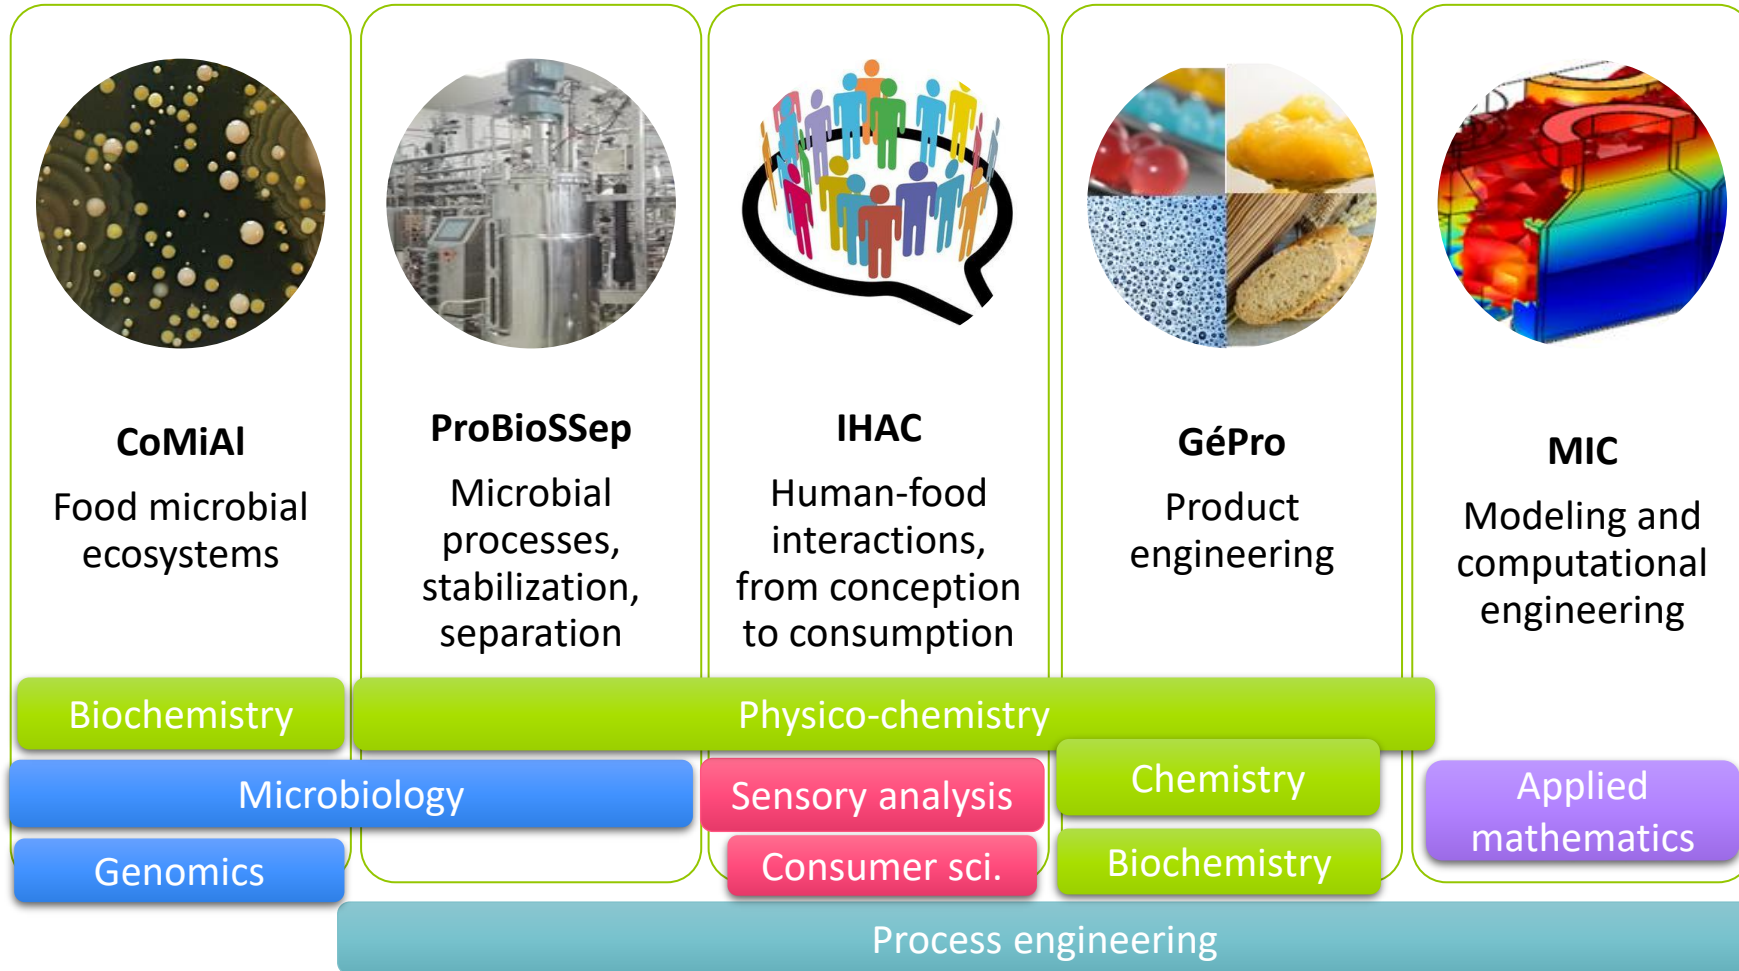 CoMiAl
Food microbial
ecosystems
ProBioSSep
Microbial
processes,
stabilization,
separation
IHAC
Human-food
interactions,
from conception
to consumption
GéPro
Product
engineering
MIC
Modeling and
computational
engineering
Biochemistry
Physico-chemistry
Microbiology
Sensory analysis
Chemistry
Applied
mathematics
Genomics
Consumer sci.
Biochemistry
Process engineering